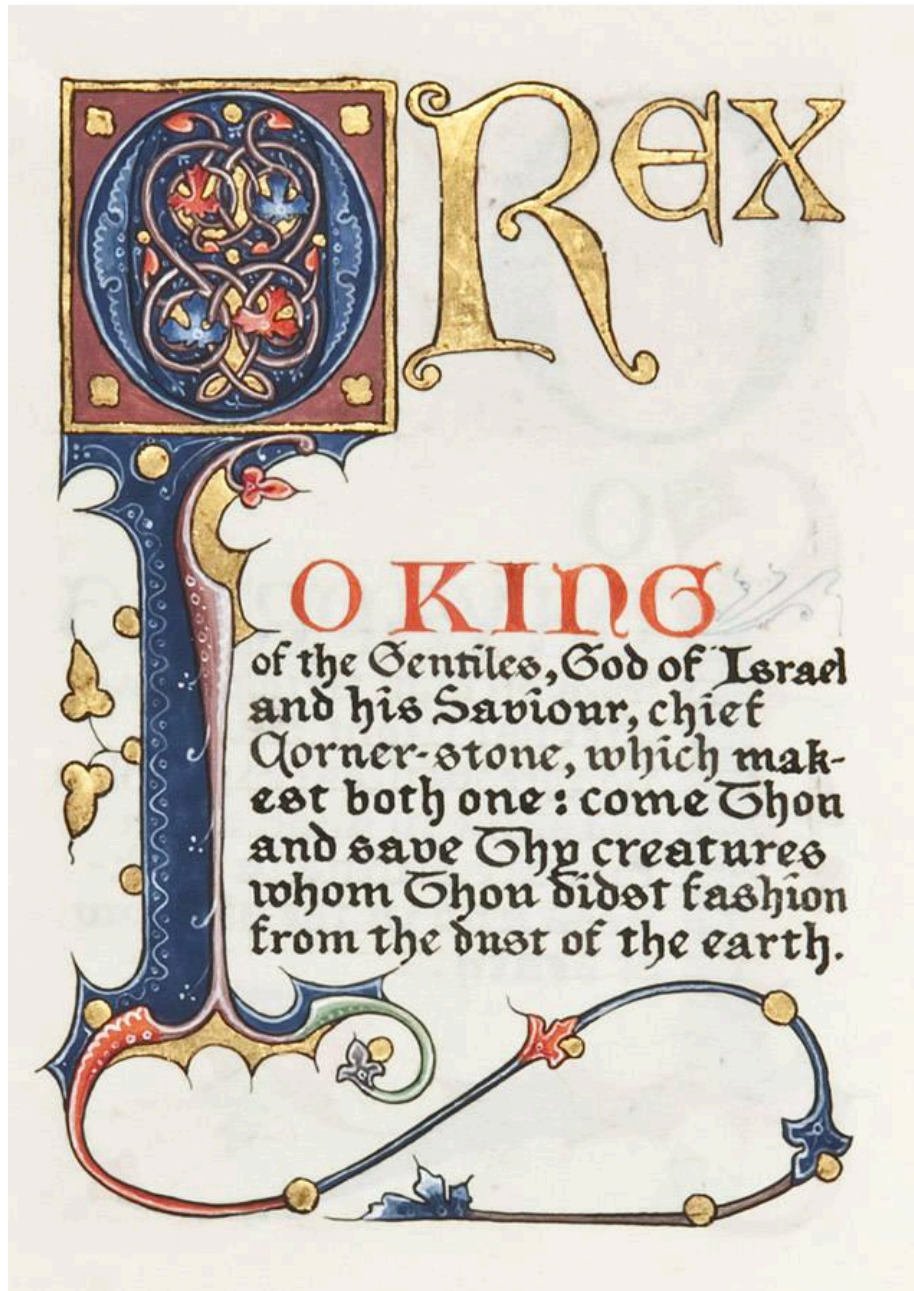 O REX
O KING
of the Gentiles, God of Israel
and his Saviour, chief
Corner-stone, which mak-
est both one: come Thou
and save Thy creatures
whom Thou didst fashion
from the dust of the earth.